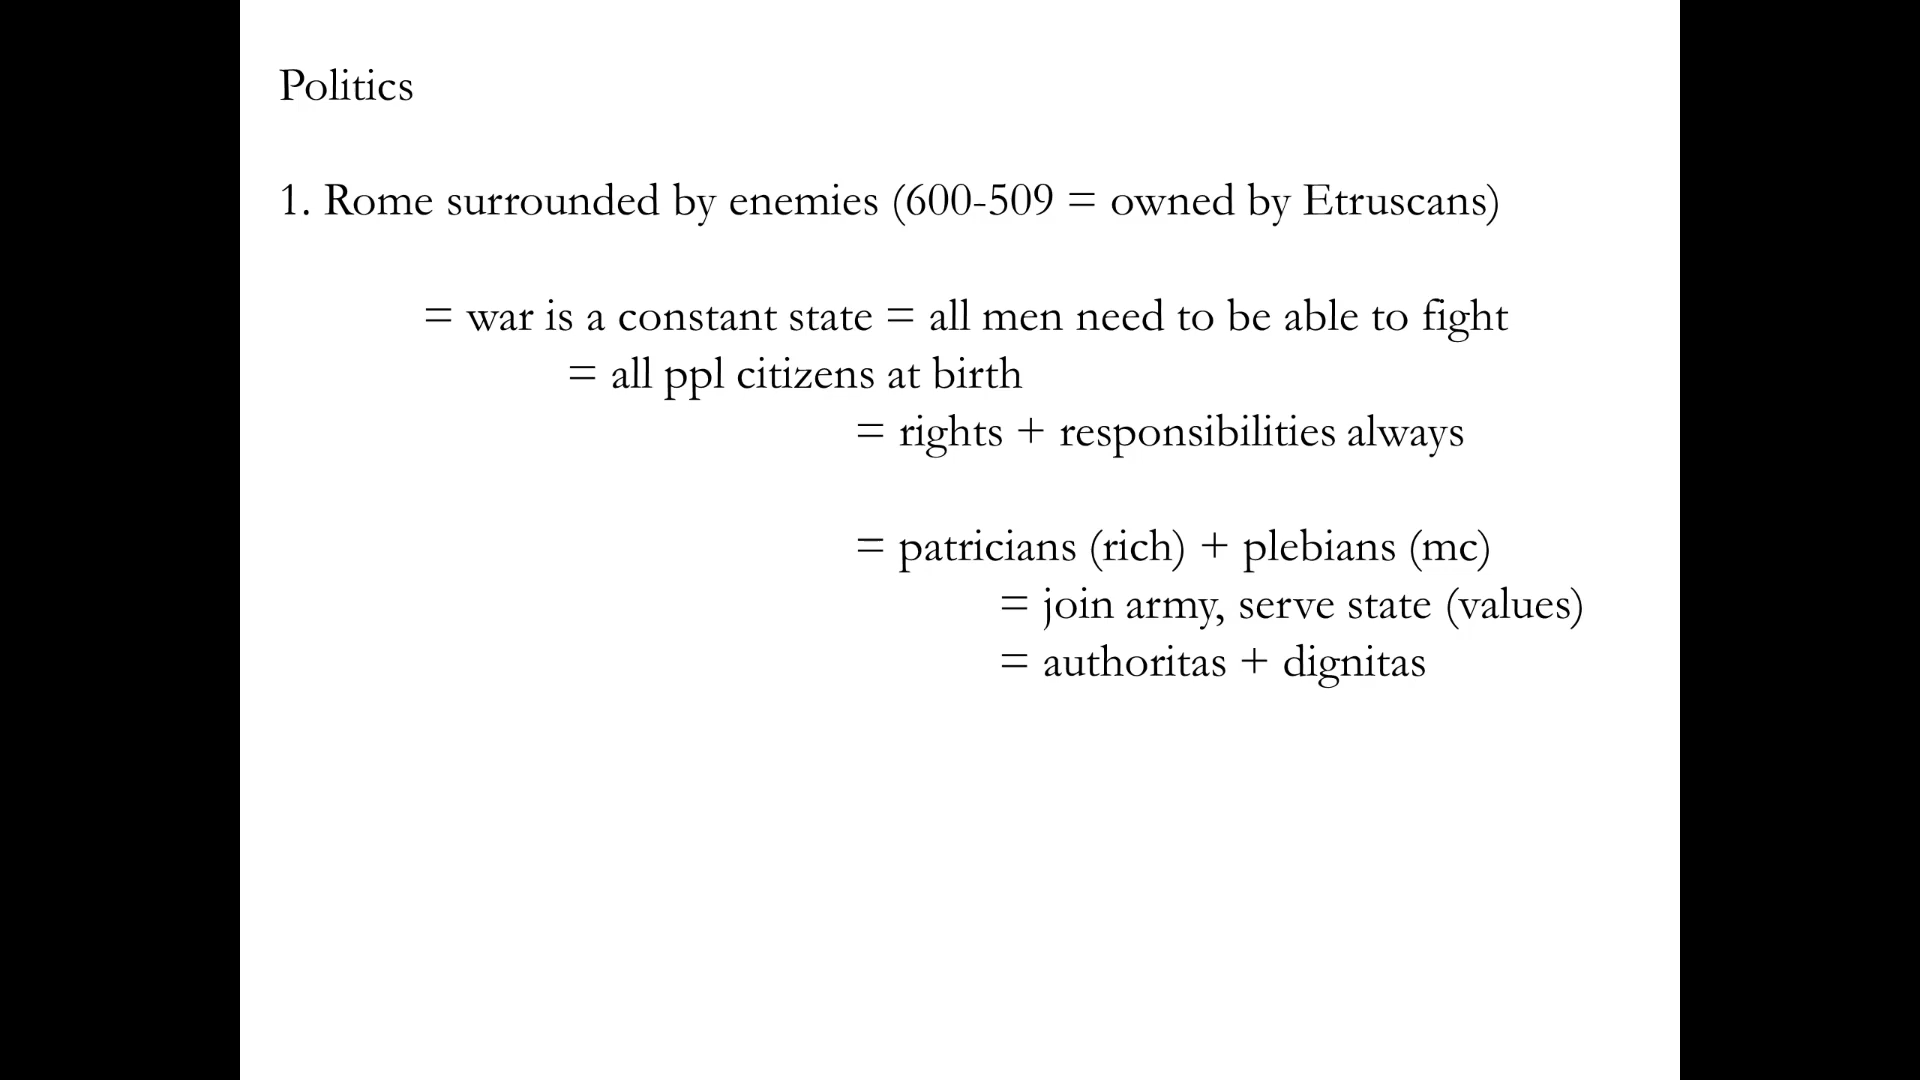 Politics
1. Rome surrounded by enemies (600-509 = owned by Etruscans)
= war is a constant state = all men need to be able to fight
= all ppl citizens at birth
= rights + responsibilities always
= patricians (rich) + plebians (mc)
= join army, serve state (values)
= authoritas + dignitas